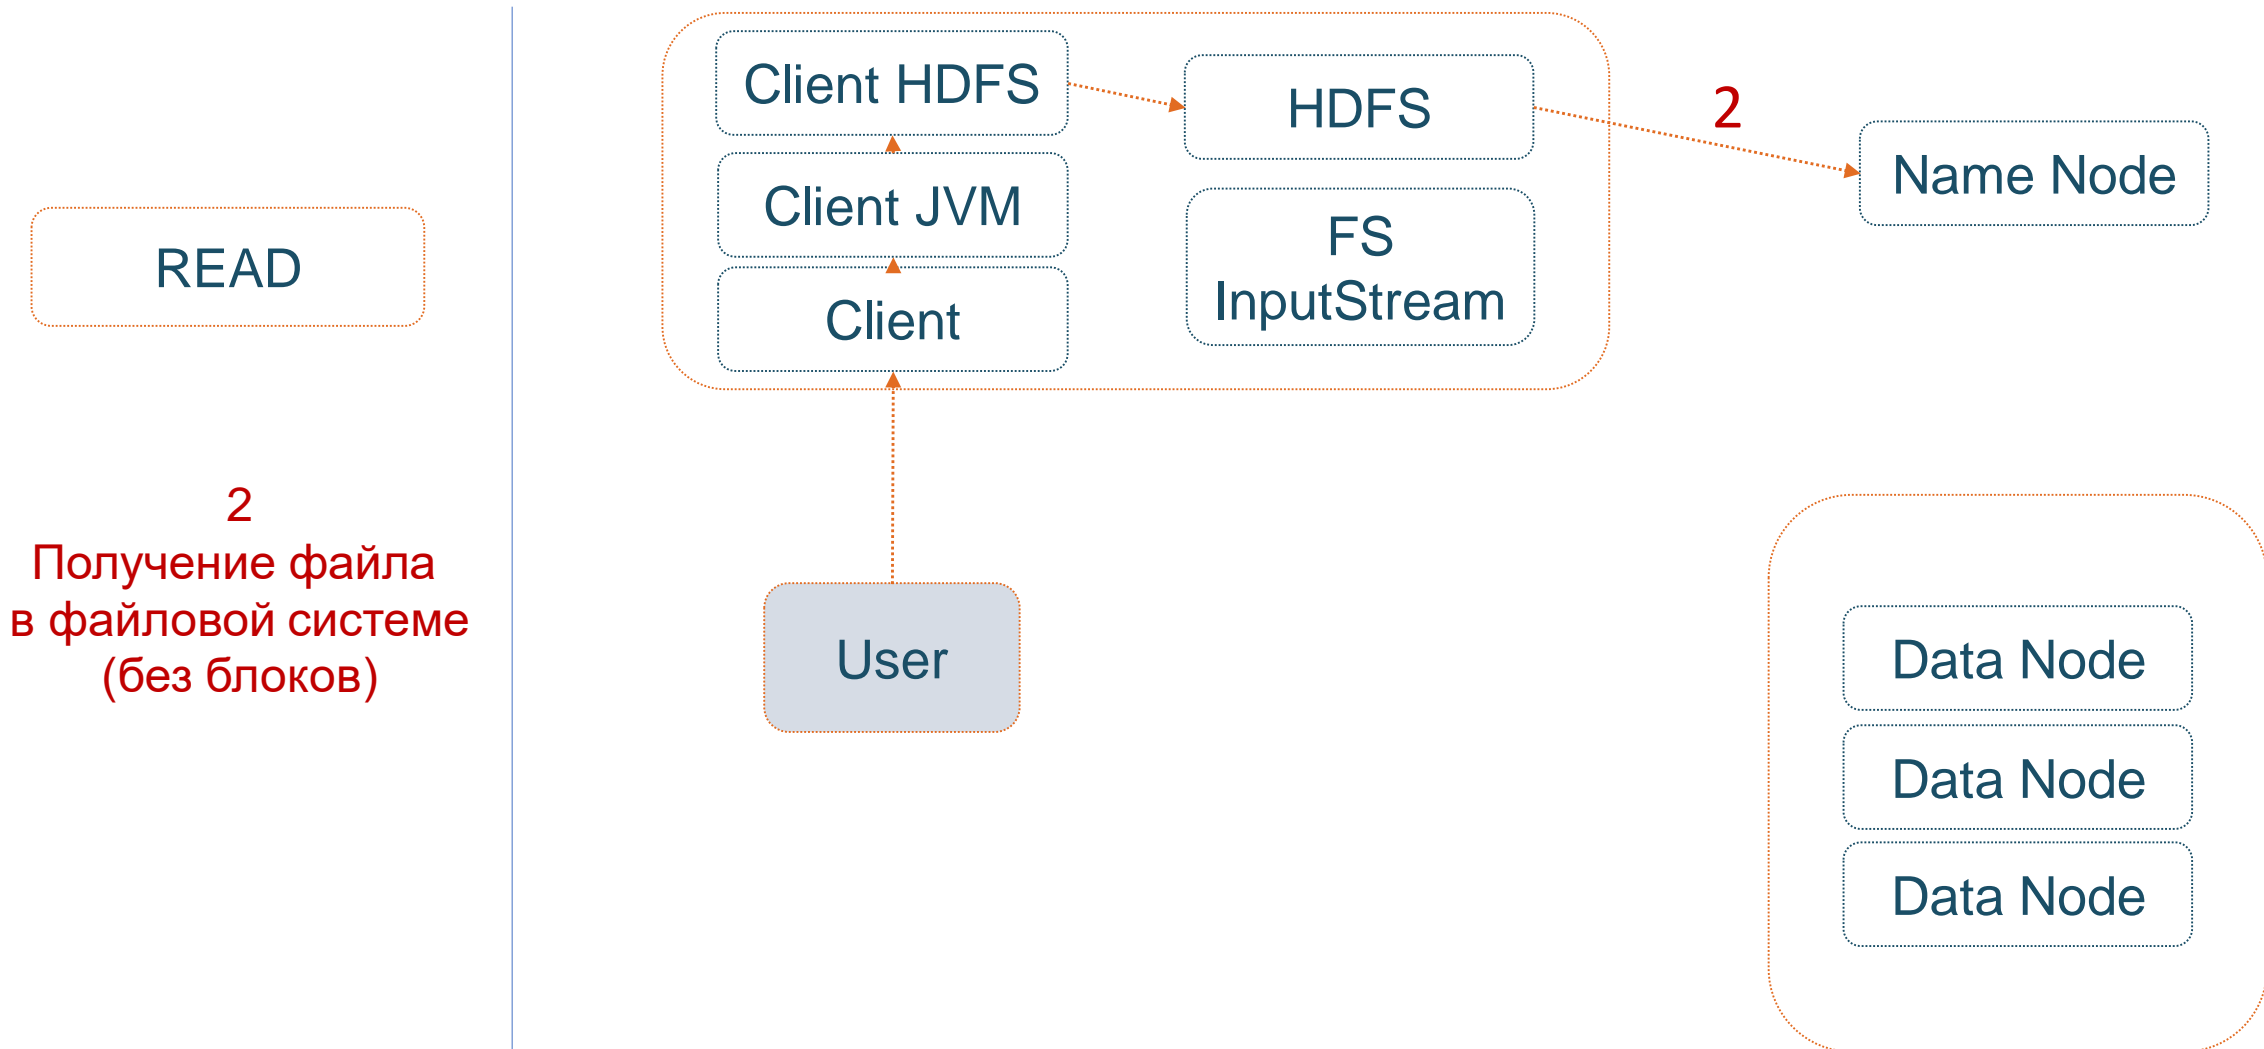 READ
2
Получение файла
в файловой системе
(без блоков)
Client HDFS
Client JVM
Client
HDFS
FS
InputStream
2
Name Node
User
Data Node
Data Node
Data Node